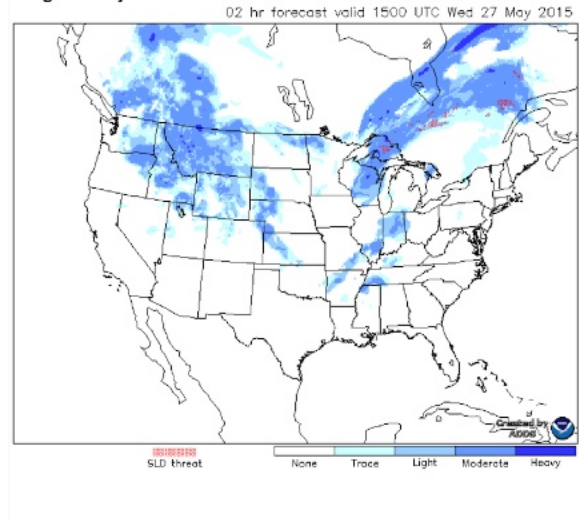 02 hr forecast valid 1500 UTC Wed 27 May 2015
Created by
ADDS
SLD threat
None Trace Light Moderate Heavy